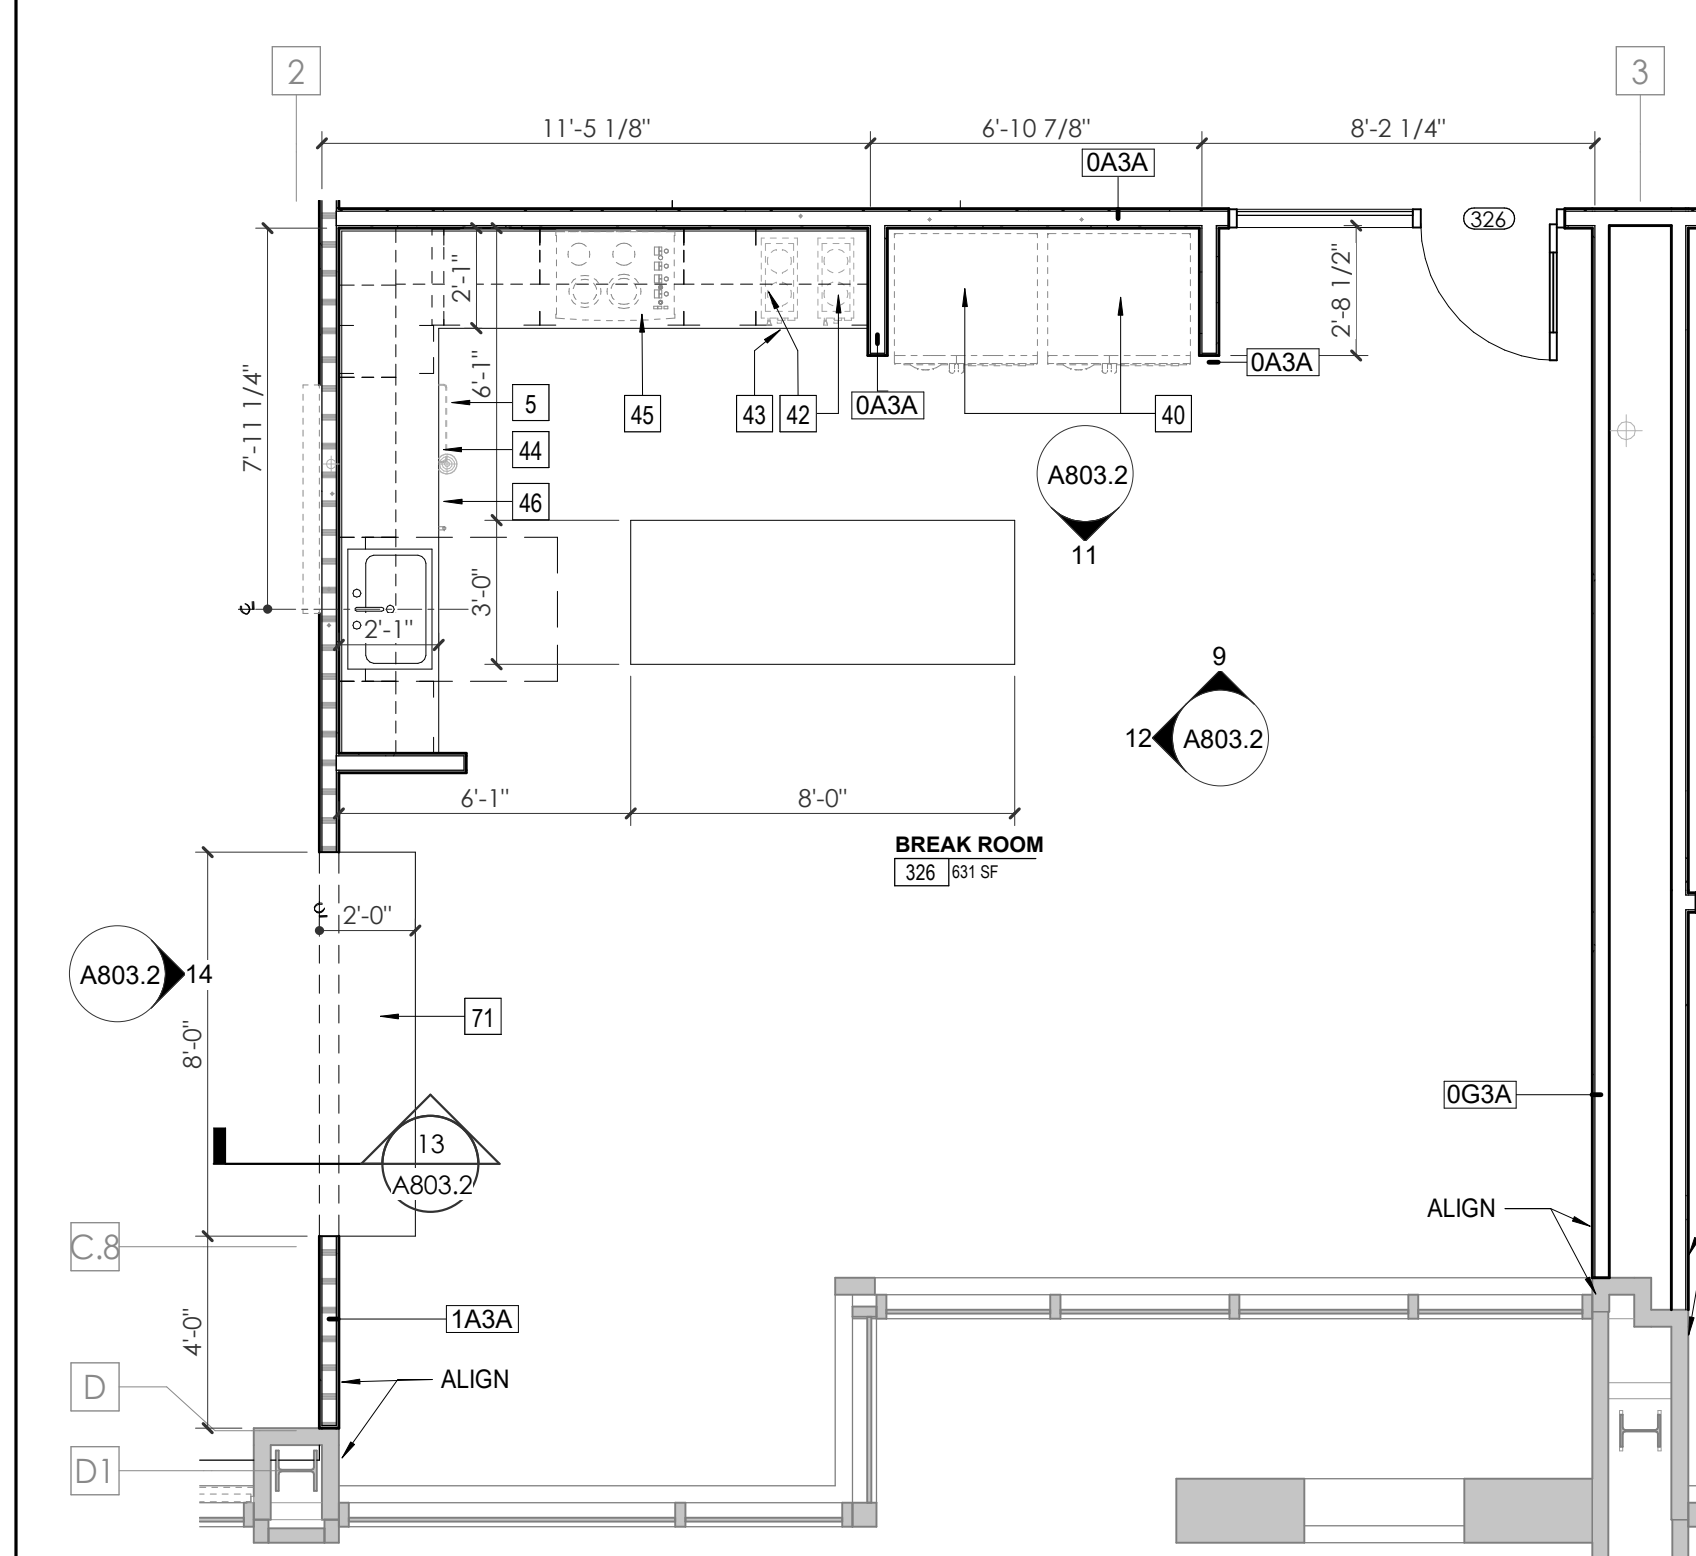 2
3
11'-5 1/8"
6'-10 7/8"
8'-2 1/4"
0A3A
326
2'-1"
2'-8 1/2"
7'-11 1/4"
6'-1"
5
45
43
42
0A3A
40
0A3A
44
46
A803.2
11
3'-0"
2'-1"
9
12
A803.2
6'-1"
8'-0"
BREAK ROOM
326 631 SF
2'-0"
A803.2
14
71
8'-0"
13
A803.2
0G3A
ALIGN
C.8
1A3A
4'-0"
ALIGN
D
D1